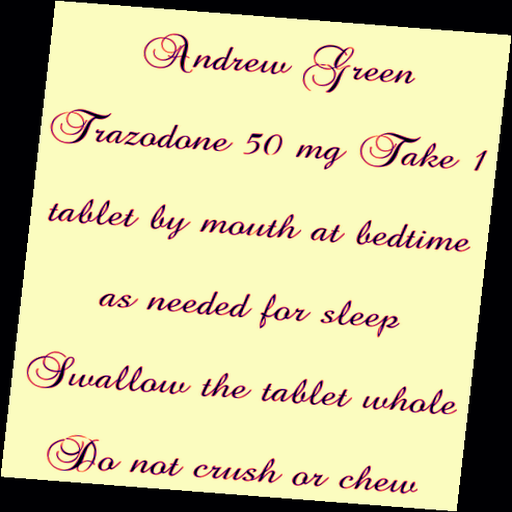 Andrew Green
Trazodone 50 mg Take 1
tablet by mouth at bedtime
as needed for sleep
Swallow the tablet whole
Do not crush or chew